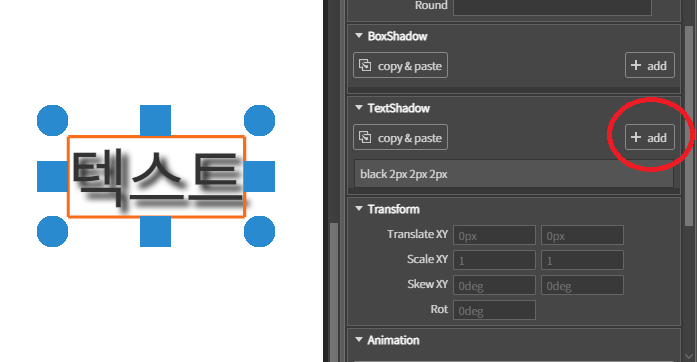 텍스트
Round
BoxShadow
copy & paste + add
TextShadow
copy & paste + add
black 2px 2px 2px
Transform
Translate XY 0px 0px
Scale XY 1 1
Skew XY 0deg 0deg
Rot 0deg
Animation